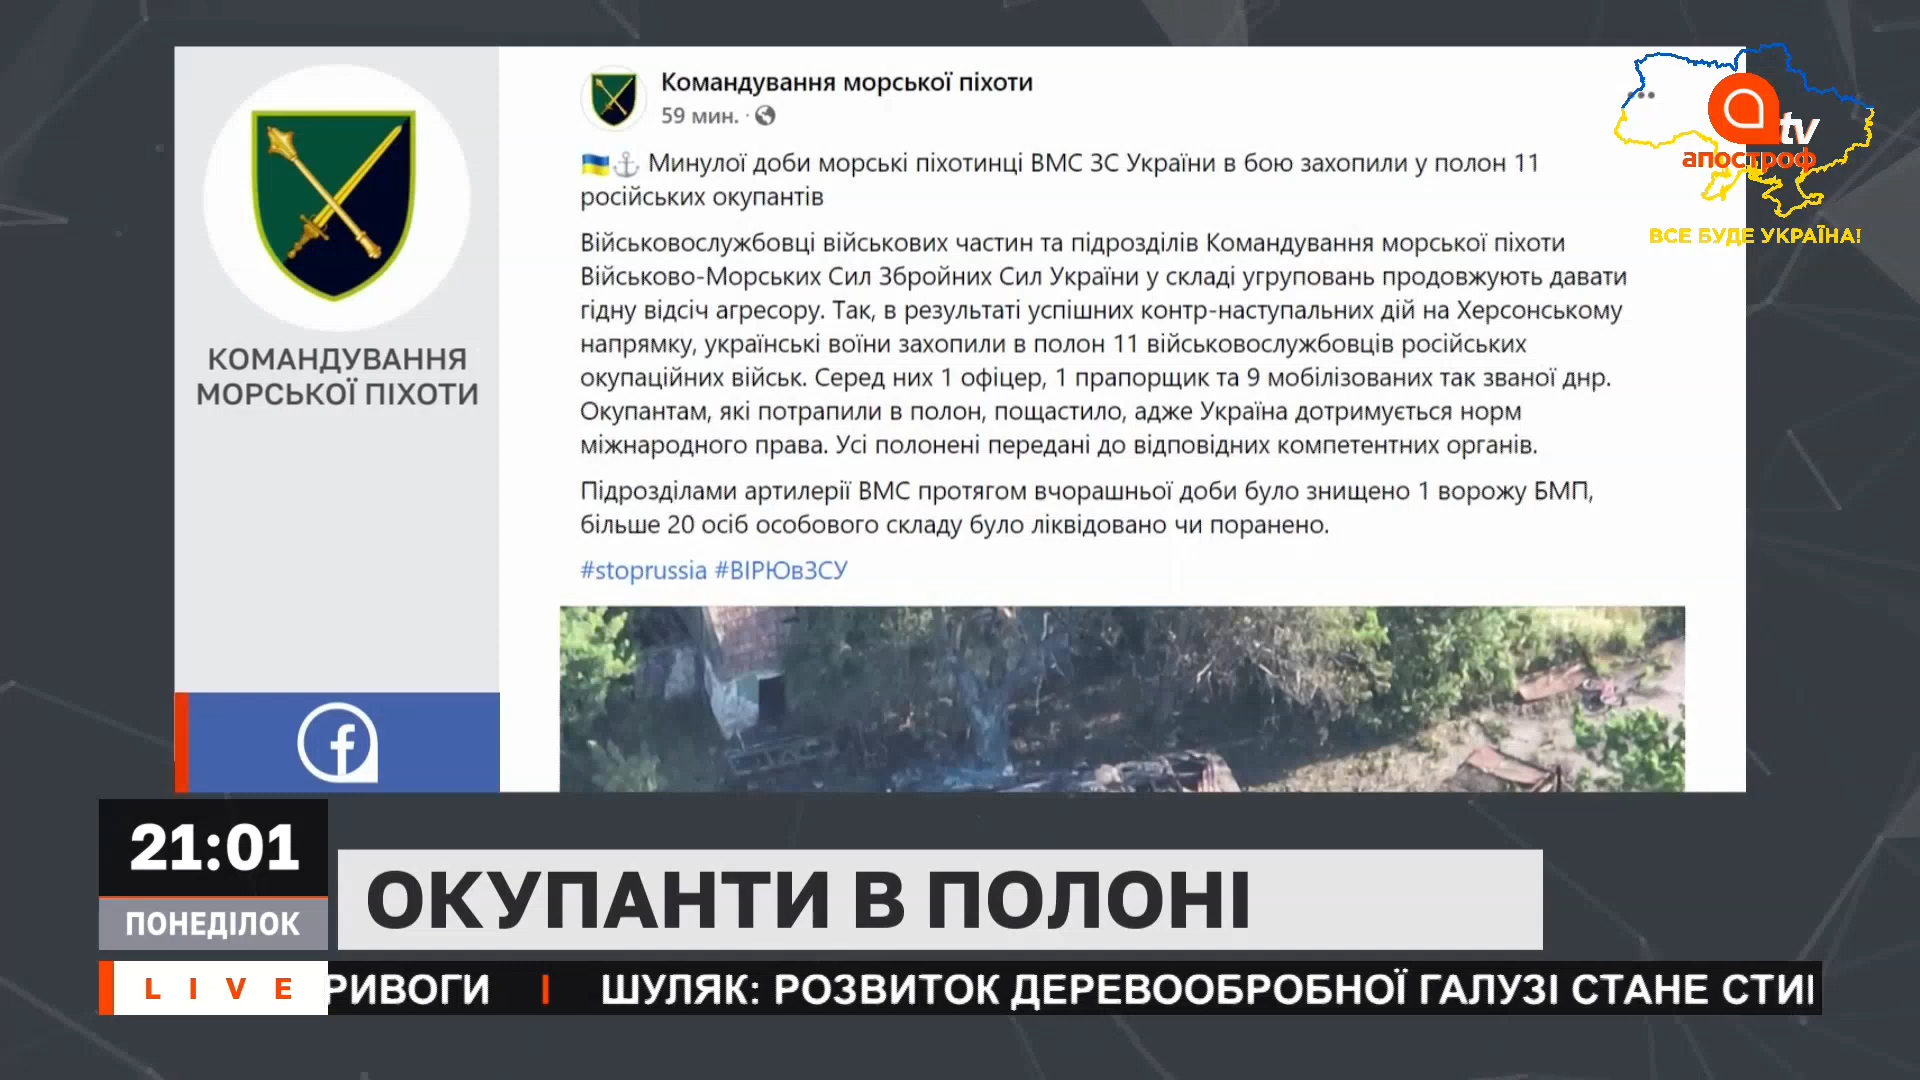 Командування морської піхоти
59 мин. ·
Минулої доби морські піхотинці ВМС ЗС України в бою захопили у полон 11
російських окупантів
Військовослужбовці військових частин та підрозділів Командування морської піхоти
Військово-Морських Сил Збройних Сил України у складі угруповань продовжують давати
гідну відсіч агресору. Так, в результаті успішних контр-наступальних дій на Херсонському
напрямку, українські воїни захопили в полон 11 військовослужбовців російських
окупаційних військ. Серед них 1 офіцер, 1 прапорщик та 9 мобілізованих так званої днр.
Окупантам, які потрапили в полон, пощастило, адже Україна дотримується норм
міжнародного права. Усі полонені передані до відповідних компетентних органів.
Підрозділами артилерії ВМС протягом вчорашньої доби було знищено 1 ворожу БМП,
більше 20 осіб особового складу було ліквідовано чи поранено.
#stoprussia #ВІРЮвЗСУ
КОМАНДУВАННЯ
МОРСЬКОЇ ПІХОТИ
tv
апостроф
ВСЕ БУДЕ УКРАЇНА!
21:01
ПОНЕДІЛОК
ОКУПАНТИ В ПОЛОНІ
LIVE
РИВОГИ | ШУЛЯК: РОЗВИТОК ДЕРЕВООБРОБНОЇ ГАЛУЗІ СТАНЕ СТИ